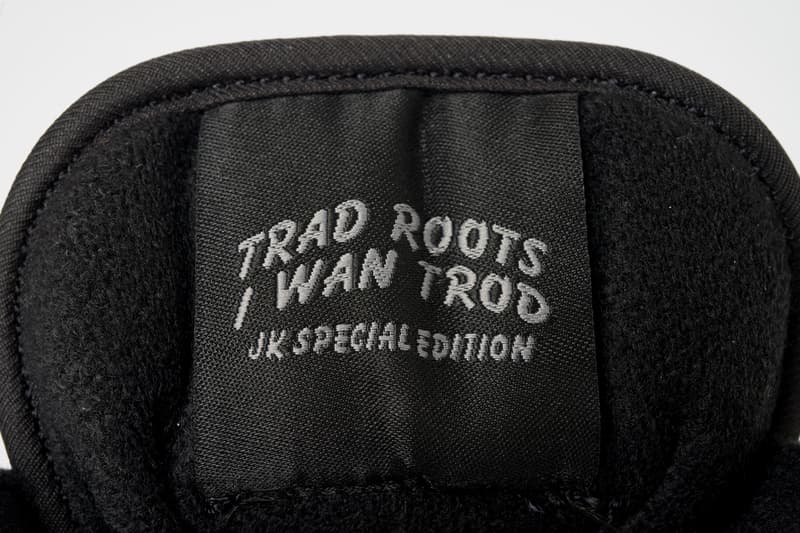 TRAD ROOTS
I WAN TROD
JK SPECIAL EDITION